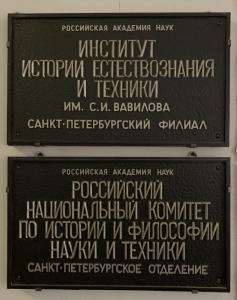 РОССИЙСКАЯ АКАДЕМИЯ НАУК
ИНСТИТУТ
ИСТОРИИ ЕСТЕСТВОЗНАНИЯ
И ТЕХНИКИ
ИМ. С.И. ВАВИЛОВА
САНКТ-ПЕТЕРБУРГСКИЙ ФИЛИАЛ
РОССИЙСКАЯ АКАДЕМИЯ НАУК
РОССИЙСКИЙ
НАЦИОНАЛЬНЫЙ КОМИТЕТ
ПО ИСТОРИИ И ФИЛОСОФИИ
НАУКИ И ТЕХНИКИ
САНКТ-ПЕТЕРБУРГСКОЕ ОТДЕЛЕНИЕ